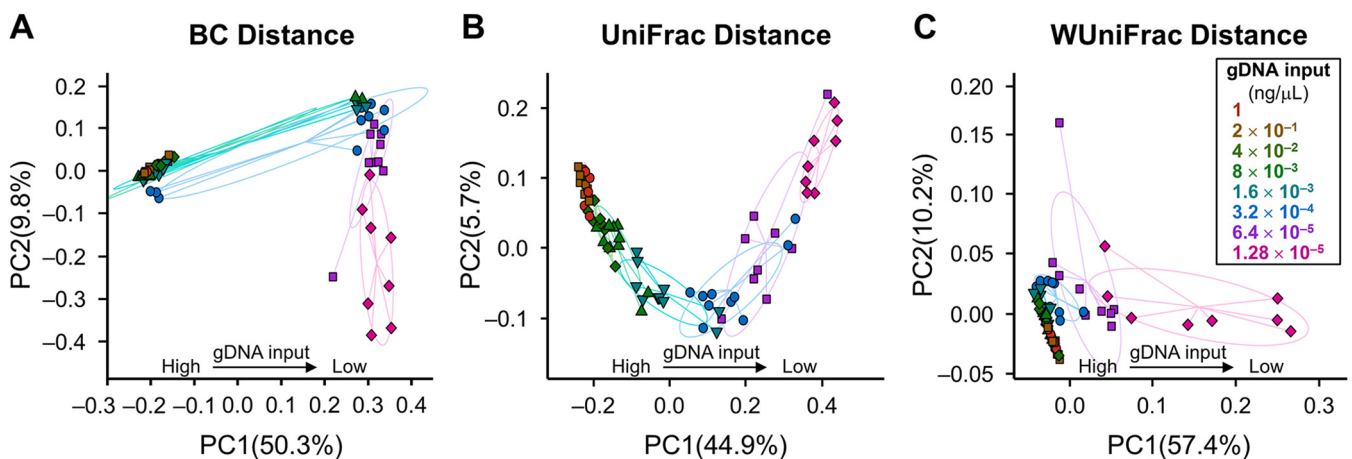 A
BC Distance
PC2(9.8%)
0.2
0.1
0.0
–0.1
–0.2
–0.3
–0.4
High
gDNA input
Low
–0.3 –0.2 –0.1 0.0 0.1 0.2 0.3 0.4
PC1(50.3%)
B
UniFrac Distance
PC2(5.7%)
0.2
0.1
0.0
–0.1
High
gDNA input
Low
–0.2 0.0 0.2 0.4
PC1(44.9%)
C
WUniFrac Distance
PC2(10.2%)
0.20
0.15
0.10
0.05
0.00
–0.05
gDNA input
(ng/μL)
1
2 × 10⁻¹
4 × 10⁻²
8 × 10⁻³
1.6 × 10⁻³
3.2 × 10⁻⁴
6.4 × 10⁻⁵
1.28 × 10⁻⁵
High
gDNA input
Low
0.0 0.1 0.2 0.3
PC1(57.4%)